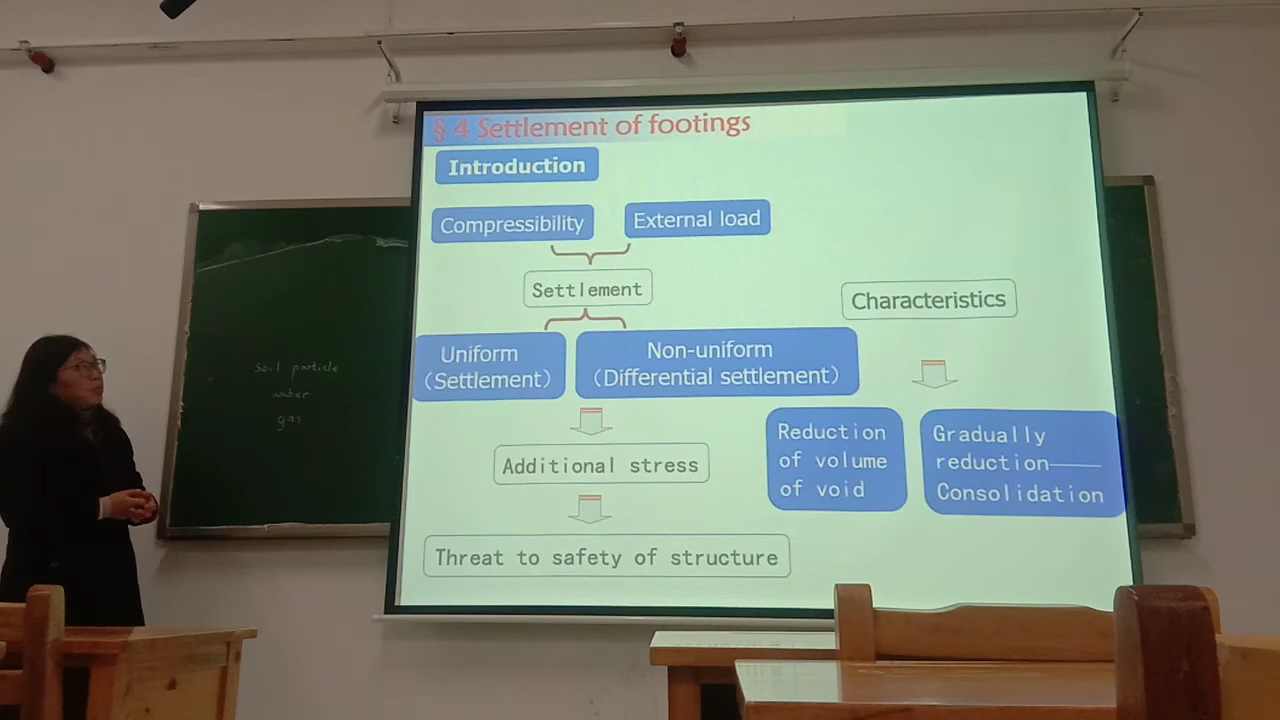 § 4 Settlement of footings
Introduction
Compressibility
External load
Settlement
Uniform
（Settlement）
Non-uniform
（Differential settlement）
Additional stress
Threat to safety of structure
Characteristics
Reduction
of volume
of void
Gradually
reduction——
Consolidation
Soil particle
water
gas